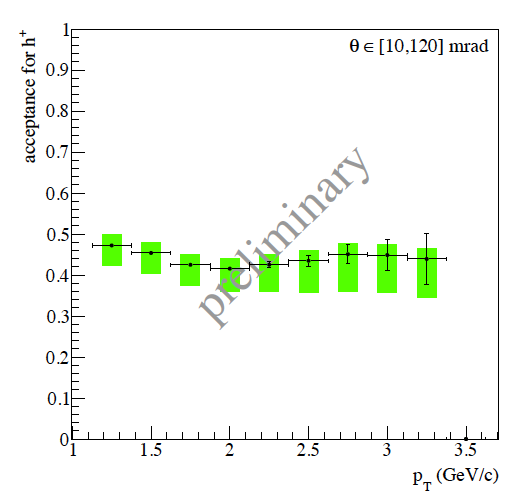 acceptance for h⁺
θ ∈ [10,120] mrad
preliminary
1
0.9
0.8
0.7
0.6
0.5
0.4
0.3
0.2
0.1
0
1 1.5 2 2.5 3 3.5
p_T (GeV/c)